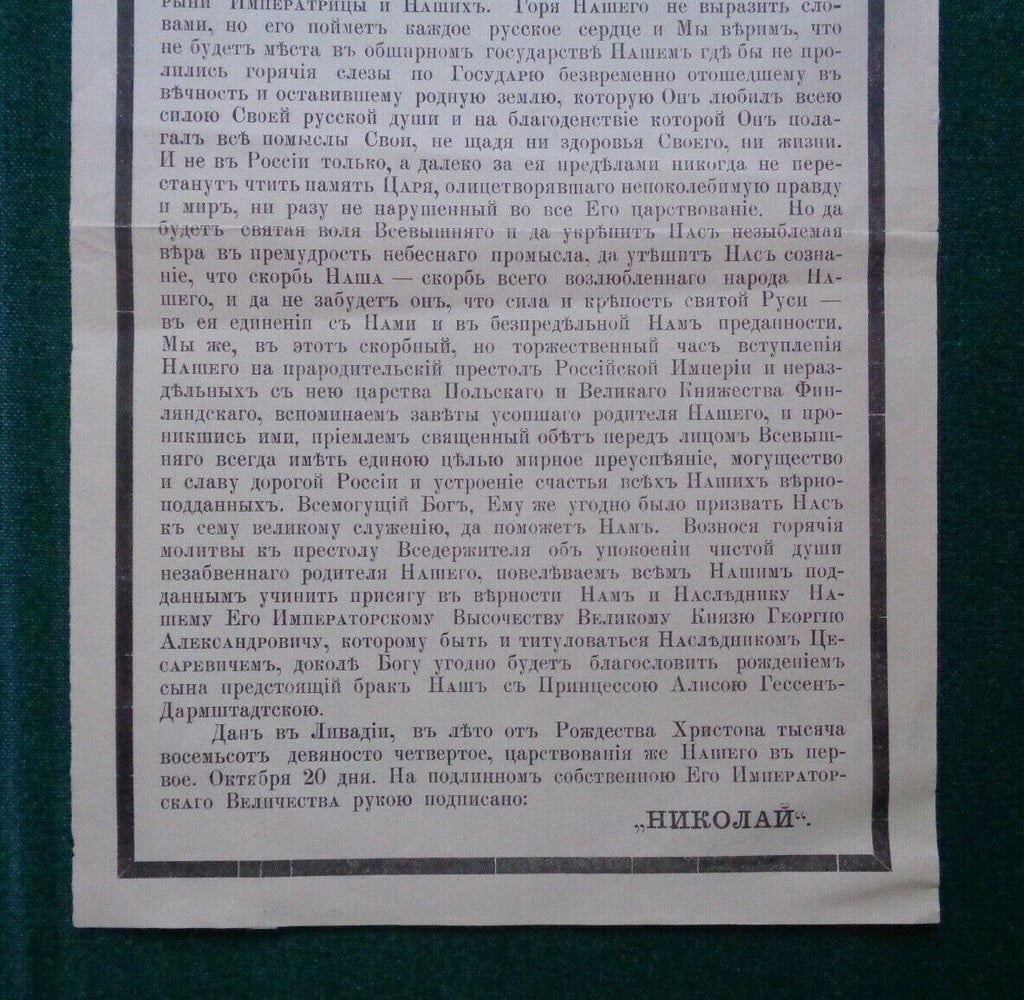 рыни Императрицы и Нашихъ. Горя Нашего не выразить сло-
вами, но его пойметъ каждое русское сердце и Мы вѣримъ, что
не будетъ мѣста въ обширномъ государствѣ Нашемъ гдѣ бы не про-
лились горячія слезы по Государю безвременно отошедшему въ
вѣчность и оставившему родную землю, которую Онъ любилъ всею
силою Своей русской души и на благоденствіе которой Онъ пола-
галъ всѣ помыслы Свои, не щадя ни здоровья Своего, ни жизни.
И не въ Россіи только, а далеко за ея предѣлами никогда не пере-
станутъ чтить память Царя, олицетворявшаго непоколебимую правду
и миръ, ни разу не нарушенный во все Его царствованіе. Но да
будетъ святая воля Всевышняго и да укрѣпитъ Насъ незыблемая
вѣра въ премудрость небеснаго промысла, да утѣшитъ Насъ созна-
ніе, что скорбь Наша — скорбь всего возлюбленнаго народа На-
шего, и да не забудетъ онъ, что сила и крѣпость святой Руси —
въ ея единеніи съ Нами и въ безпредѣльной Намъ преданности.
Мы же, въ этотъ скорбный, но торжественный часъ вступленія
Нашего на прародительскій престолъ Россійской Имперіи и нераз-
дѣльныхъ съ нею царства Польскаго и Великаго Княжества Фин-
ляндскаго, вспоминаемъ завѣты усопшаго родителя Нашего, и про-
никшись ими, пріемлемъ священный обѣтъ передъ лицомъ Всевыш-
няго всегда имѣть единою цѣлью мирное преуспѣяніе, могущество
и славу дорогой Россіи и устроеніе счастья всѣхъ Нашихъ вѣрно-
подданныхъ. Всемогущій Богъ, Ему же угодно было призвать Насъ
къ сему великому служенію, да поможетъ Намъ. Вознося горячія
молитвы къ престолу Вседержителя объ упокоеніи чистой души
незабвеннаго родителя Нашего, повелѣваемъ всѣмъ Нашимъ под-
даннымъ учинить присягу въ вѣрности Намъ и Наслѣднику На-
шему Его Императорскому Высочеству Великому Князю Георгію
Александровичу, которому быть и титуловаться Наслѣдникомъ Це-
саревичемъ, доколѣ Богу угодно будетъ благословить рожденіемъ
сына предстоящій бракъ Нашъ съ Принцессою Алисою Гессенъ-
Дармштадтскою.
Данъ въ Ливадіи, въ лѣто отъ Рождества Христова тысяча
восемьсотъ девяносто четвертое, царствованія же Нашего въ пер-
вое. Октября 20 дня. На подлинномъ собственною Его Император-
скаго Величества рукою подписано:
„НИКОЛАЙ“.